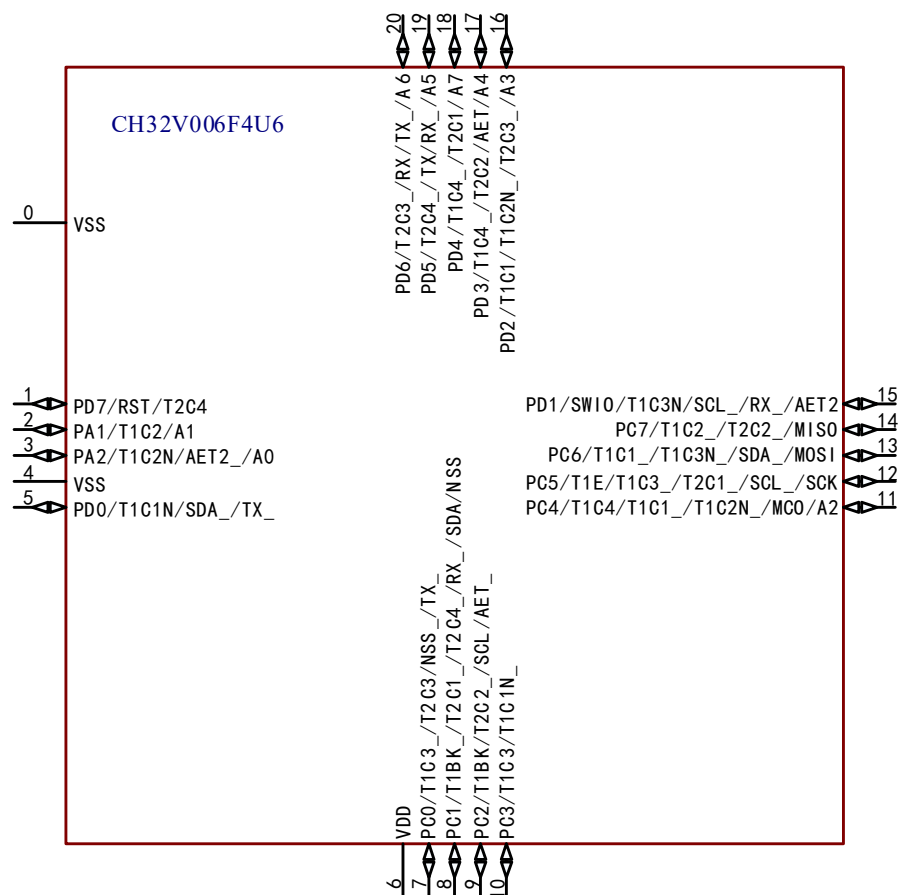 20
19
18
17
16
PD6/T2C3_/RX/TX_/A6
PD5/T2C4_/TX/RX_/A5
PD4/T1C4_/T2C1/A7
PD3/T1C4_/T2C2/AET/A4
PD2/T1C1/T1C2N_/T2C3_/A3
CH32V006F4U6
0
VSS
1
PD7/RST/T2C4
2
PA1/T1C2/A1
3
PA2/T1C2N/AET2_/A0
4
VSS
5
PD0/T1C1N/SDA_/TX_
PD1/SWIO/T1C3N/SCL_/RX_/AET2
15
PC7/T1C2_/T2C2_/MISO
14
PC6/T1C1_/T1C3N_/SDA_/MOSI
13
PC5/T1E/T1C3_/T2C1_/SCL_/SCK
12
PC4/T1C4/T1C1_/T1C2N_/MCO/A2
11
VDD
PC0/T1C3_/T2C3/NSS_/TX_
PC1/T1BK_/T2C1_/T2C4_/RX_/SDA/NSS
PC2/T1BK/T2C2_/SCL/AET_
PC3/T1C3/T1C1N_
6
7
8
9
10